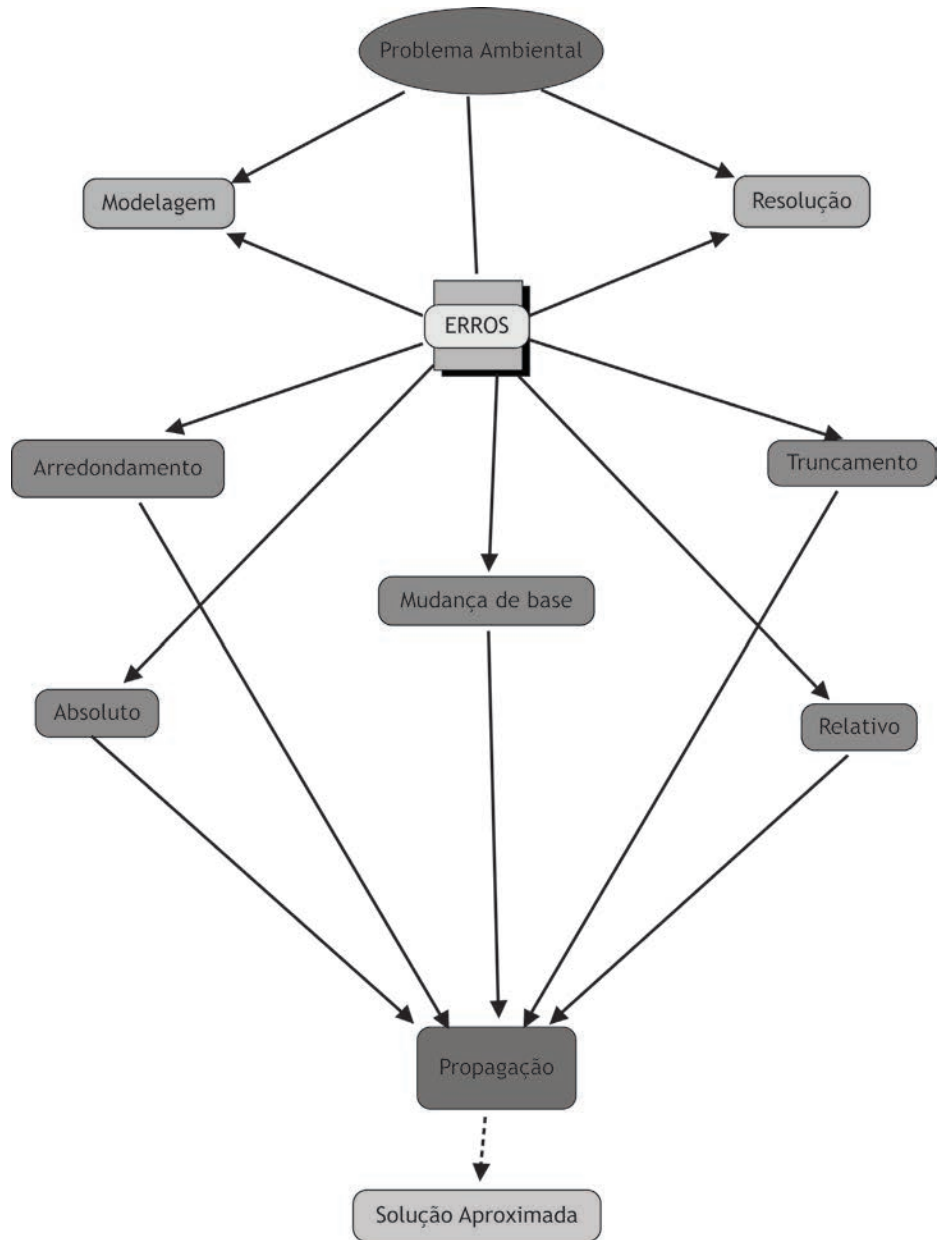 Problema Ambiental
Modelagem
Resolução
ERROS
Arredondamento
Truncamento
Mudança de base
Absoluto
Relativo
Propagação
Solução Aproximada